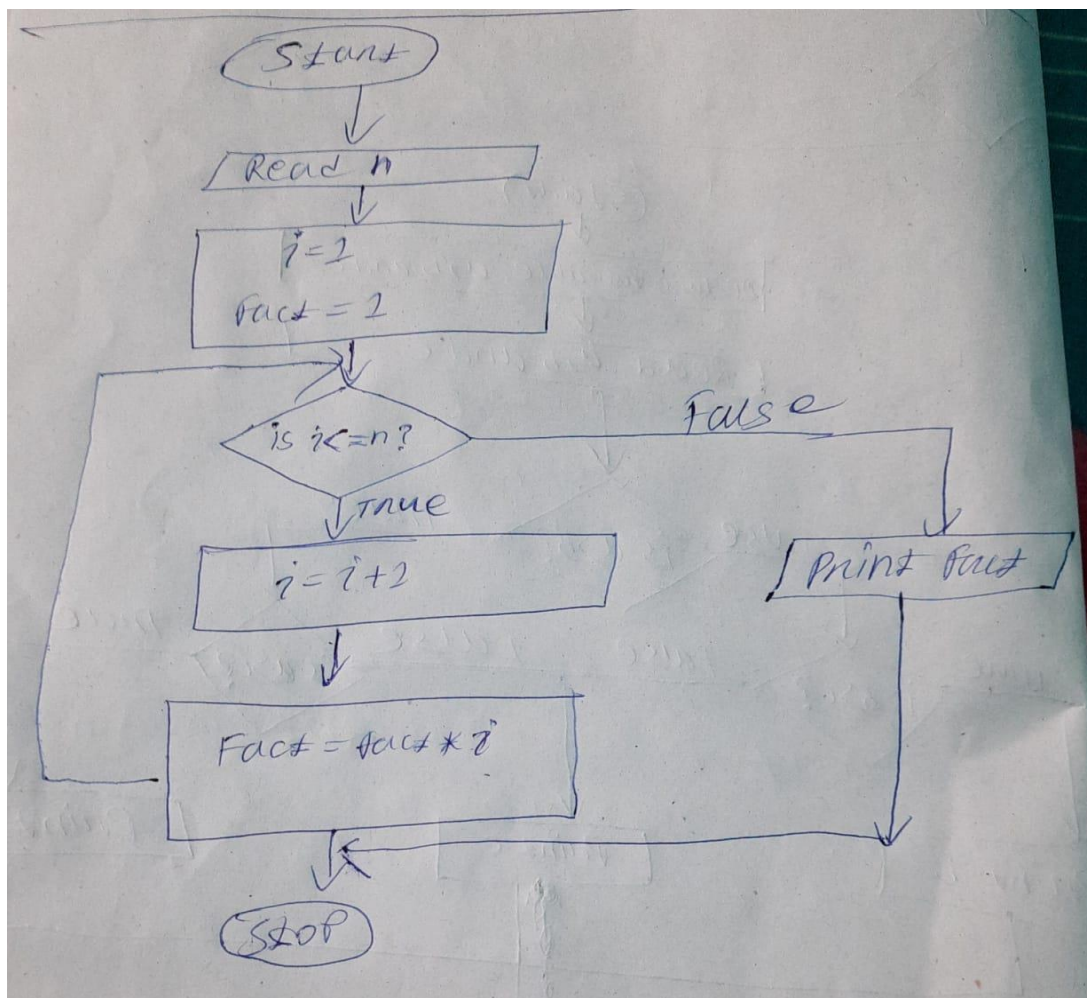 Start
Read n
i=1
Fact = 1
is i<=n?
False
True
i=i+1
Print Fact
Fact = fact * i
Stop